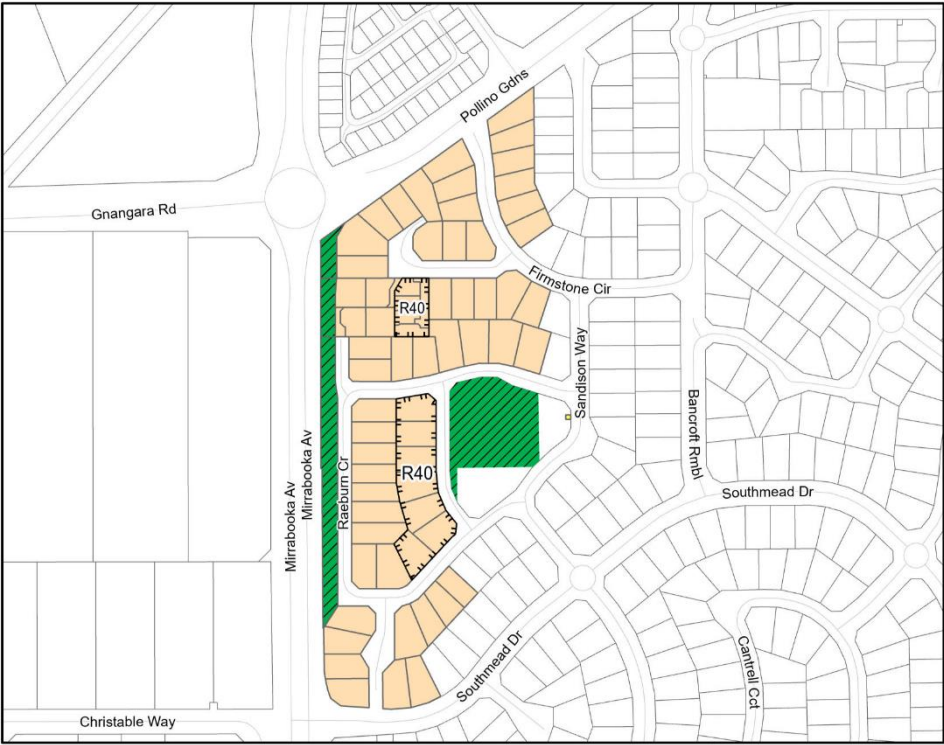 Pollino Gdns
Gnangara Rd
Firmstone Cir
R40
Sandison Way
Mirrabooka Av
Mirrabooka Av
Raeburn Cr
R40
Bancroft Rmbl
Southmead Dr
Southmead Dr
Cantrell Cct
Christable Way